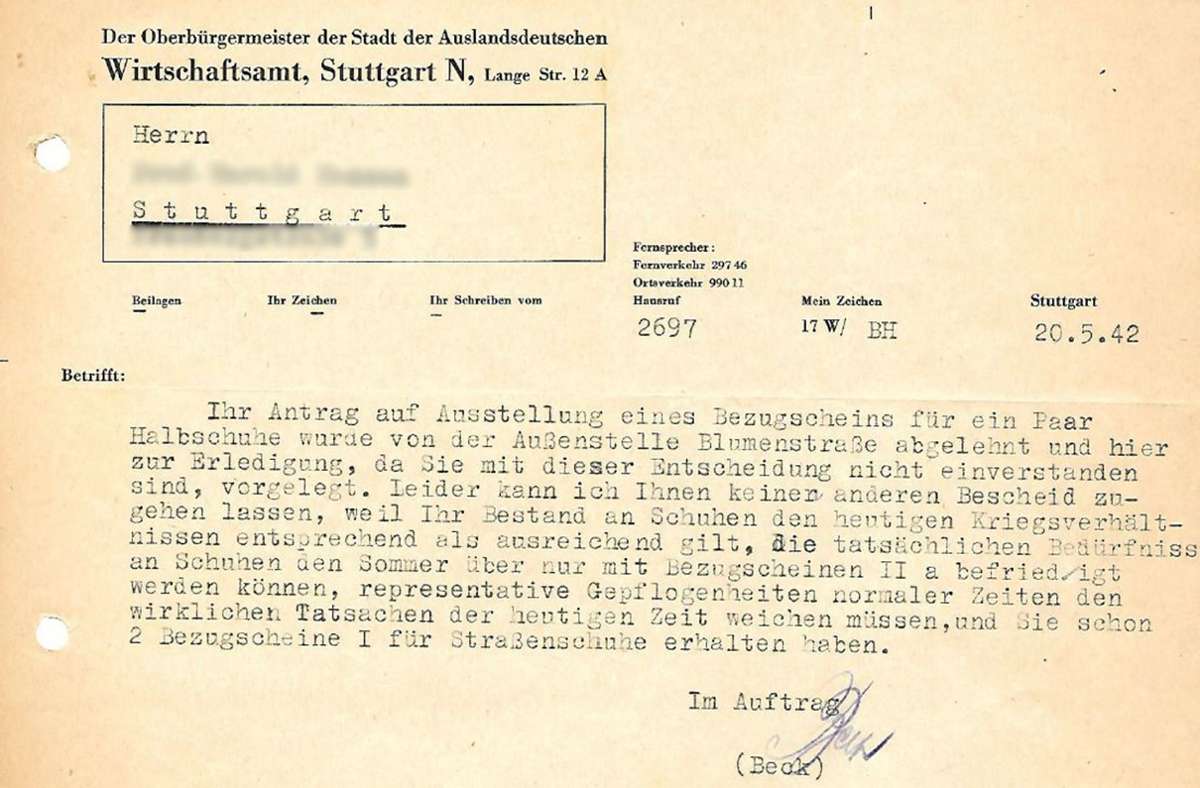 Der Oberbürgermeister der Stadt der Auslandsdeutschen
Wirtschaftsamt, Stuttgart N, Lange Str. 12 A
Herrn
Stuttgart
Fernsprecher:
Fernverkehr 297 46
Ortsverkehr 990 11
Beilagen Ihr Zeichen Ihr Schreiben vom Hausruf Mein Zeichen Stuttgart
2697 17 W/ BH 20.5.42
Betrifft:
Ihr Antrag auf Ausstellung eines Bezugscheins für ein Paar
Halbschuhe wurde von der Außenstelle Blumenstraße abgelehnt und hier
zur Erledigung, da Sie mit dieser Entscheidung nicht einverstanden
sind, vorgelegt. Leider kann ich Ihnen keinen anderen Bescheid zu-
gehen lassen, weil Ihr Bestand an Schuhen den heutigen Kriegsverhält-
nissen entsprechend als ausreichend gilt, die tatsächlichen Bedürfniss
an Schuhen den Sommer über nur mit Bezugscheinen II a befriedigt
werden können, representative Gepflogenheiten normaler Zeiten den
wirklichen Tatsachen der heutigen Zeit weichen müssen,und Sie schon
2 Bezugscheine I für Straßenschuhe erhalten haben.
Im Auftrag
Beck
(Beck)